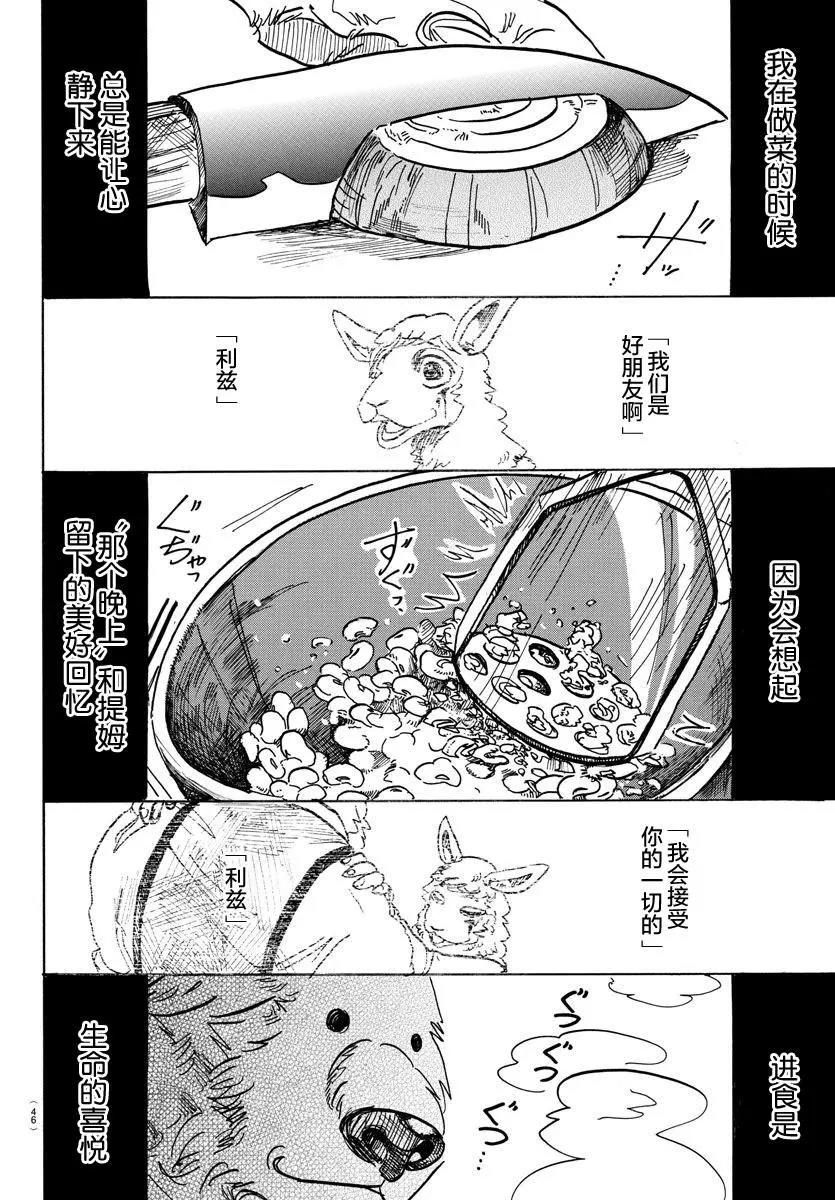 我在做菜的时候
总是能让心
静下来
ザッ
…
「我们是
好朋友啊」
「利兹」
因为会想起
ずぐっ
ぐぢゃっ
“那个晚上”和提姆
留下的美好回忆
「我会接受
你的一切的」
「利兹」
进食是
ぐつ
ぐつ…
生命的喜悦
(46)